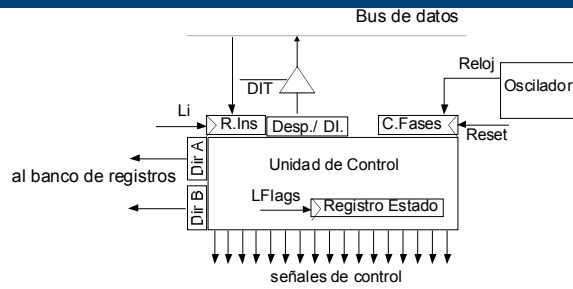 Bus de datos
Reloj
DIT
Oscilador
Li
R.Ins
Desp./ DI.
C.Fases
Reset
Dir A
Unidad de Control
al banco de registros
LFlags
Dir B
Registro Estado
señales de control